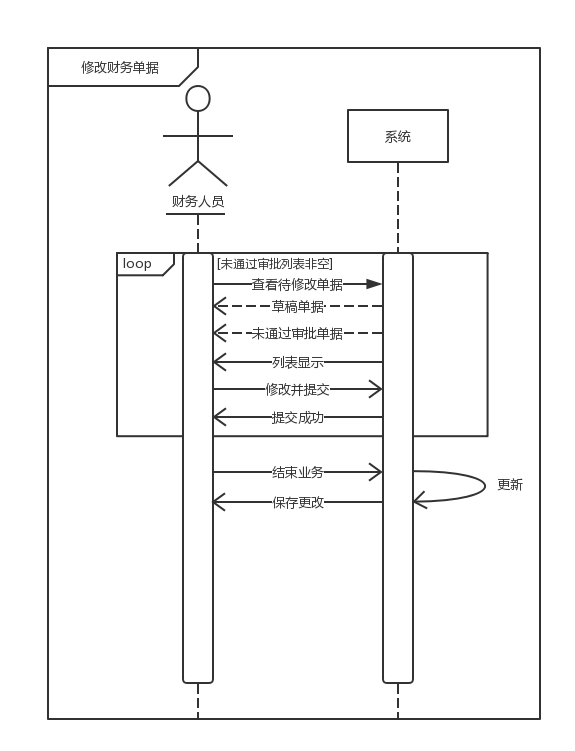 修改财务单据
系统
财务人员
loop
[未通过审批列表非空]
查看待修改单据
草稿单据
未通过审批单据
列表显示
修改并提交
提交成功
结束业务
更新
保存更改